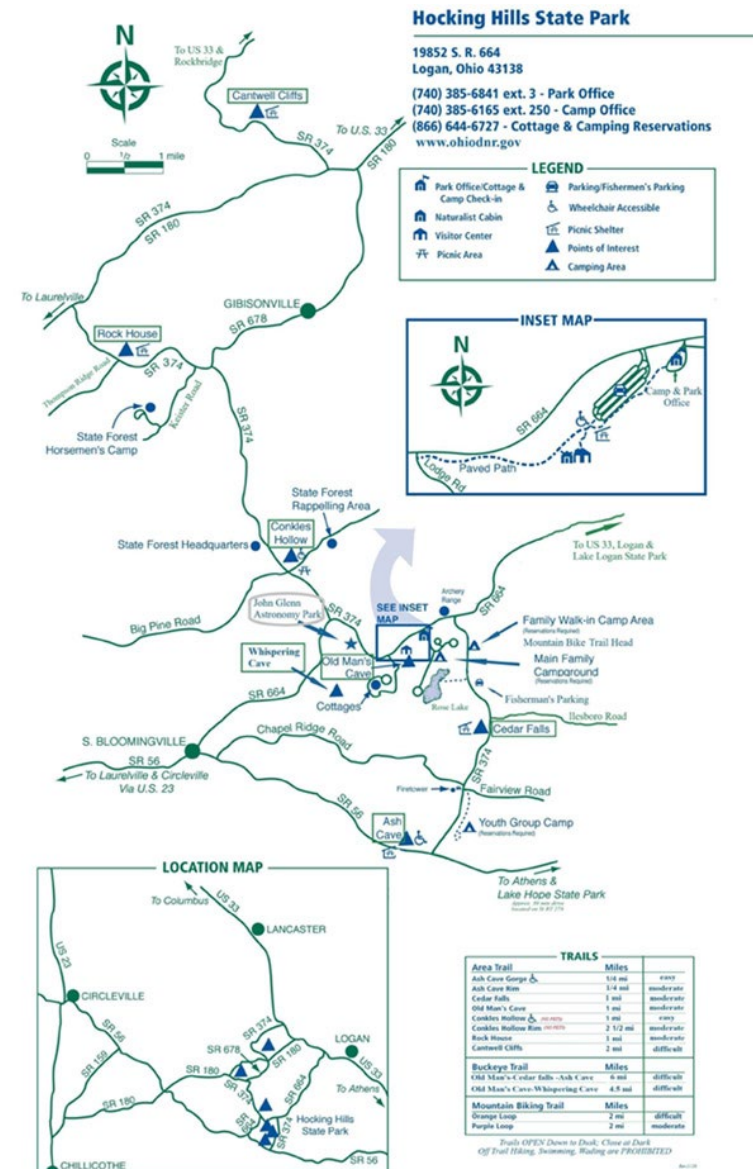 Hocking Hills State Park
19852 S. R. 664
Logan, Ohio 43138
(740) 385-6841 ext. 3 - Park Office
(740) 385-6165 ext. 250 - Camp Office
(866) 644-6727 - Cottage & Camping Reservations
www.ohiodnr.gov
LEGEND
Park Office/Cottage &
Camp Check-in
Naturalist Cabin
Visitor Center
Picnic Area
Parking/Fishermen's Parking
Wheelchair Accessible
Picnic Shelter
Points of Interest
Camping Area
N
Scale
0 1/2 1 mile
To US 33 &
Rockbridge
Cantwell Cliffs
SR 374
To U.S. 33
SR 180
SR 374
SR 180
To Laurelville
GIBISONVILLE
SR 678
Rock House
SR 374
Thompson Ridge Road
Keister Road
State Forest
Horsemen's Camp
SR 374
INSET MAP
N
SR 664
Camp & Park
Office
Paved Path
Lodge Rd
State Forest
Rappelling Area
Conkles
Hollow
State Forest Headquarters
To US 33, Logan &
Lake Logan State Park
Big Pine Road
John Glenn
Astronomy Park
SR 374
SEE INSET
MAP
Archery
Range
SR 664
Family Walk-in Camp Area
(Reservations Required)
Mountain Bike Trail Head
Main Family
Campground
(Reservations Required)
Whispering
Cave
Old Man's
Cave
Cottages
Rose Lake
Fisherman's Parking
SR 664
Ilesboro Road
Cedar Falls
S. BLOOMINGVILLE
Chapel Ridge Road
SR 56
To Laurelville & Circleville
Via U.S. 23
SR 374
Firetower
Fairview Road
SR 56
Ash
Cave
Youth Group Camp
(Reservations Required)
To Athens &
Lake Hope State Park
LOCATION MAP
To Columbus
US 33
LANCASTER
US 23
CIRCLEVILLE
SR 56
SR 159
SR 180
SR 374
SR 678
SR 180
SR 180
LOGAN
US 33
SR 374
SR 664
To Athens
Hocking Hills
State Park
SR 664
SR 374
SR 56
CHILLICOTHE
TRAILS
Area Trail Miles
Ash Cave Gorge 1/4 mi easy
Ash Cave Rim 3/4 mi moderate
Cedar Falls 1 mi moderate
Old Man's Cave 1 mi moderate
Conkles Hollow (NO PETS) 1 mi easy
Conkles Hollow Rim (NO PETS) 2 1/2 mi moderate
Rock House 1 mi moderate
Cantwell Cliffs 2 mi difficult
Buckeye Trail Miles
Old Man's-Cedar falls -Ash Cave 6 mi difficult
Old Man's Cave-Whispering Cave 4.5 mi difficult
Mountain Biking Trail Miles
Orange Loop 2 mi difficult
Purple Loop 2 mi moderate
Trails OPEN Dawn to Dusk; Close at Dark
Off Trail Hiking, Swimming, Wading are PROHIBITED